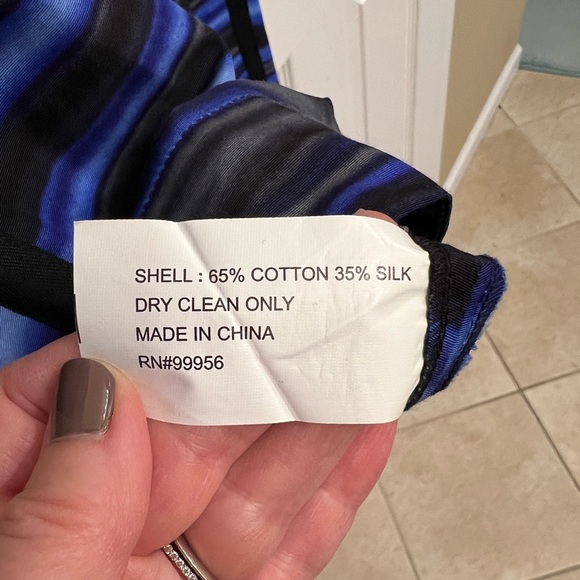 SHELL : 65% COTTON 35% SILK
DRY CLEAN ONLY
MADE IN CHINA
RN#99956